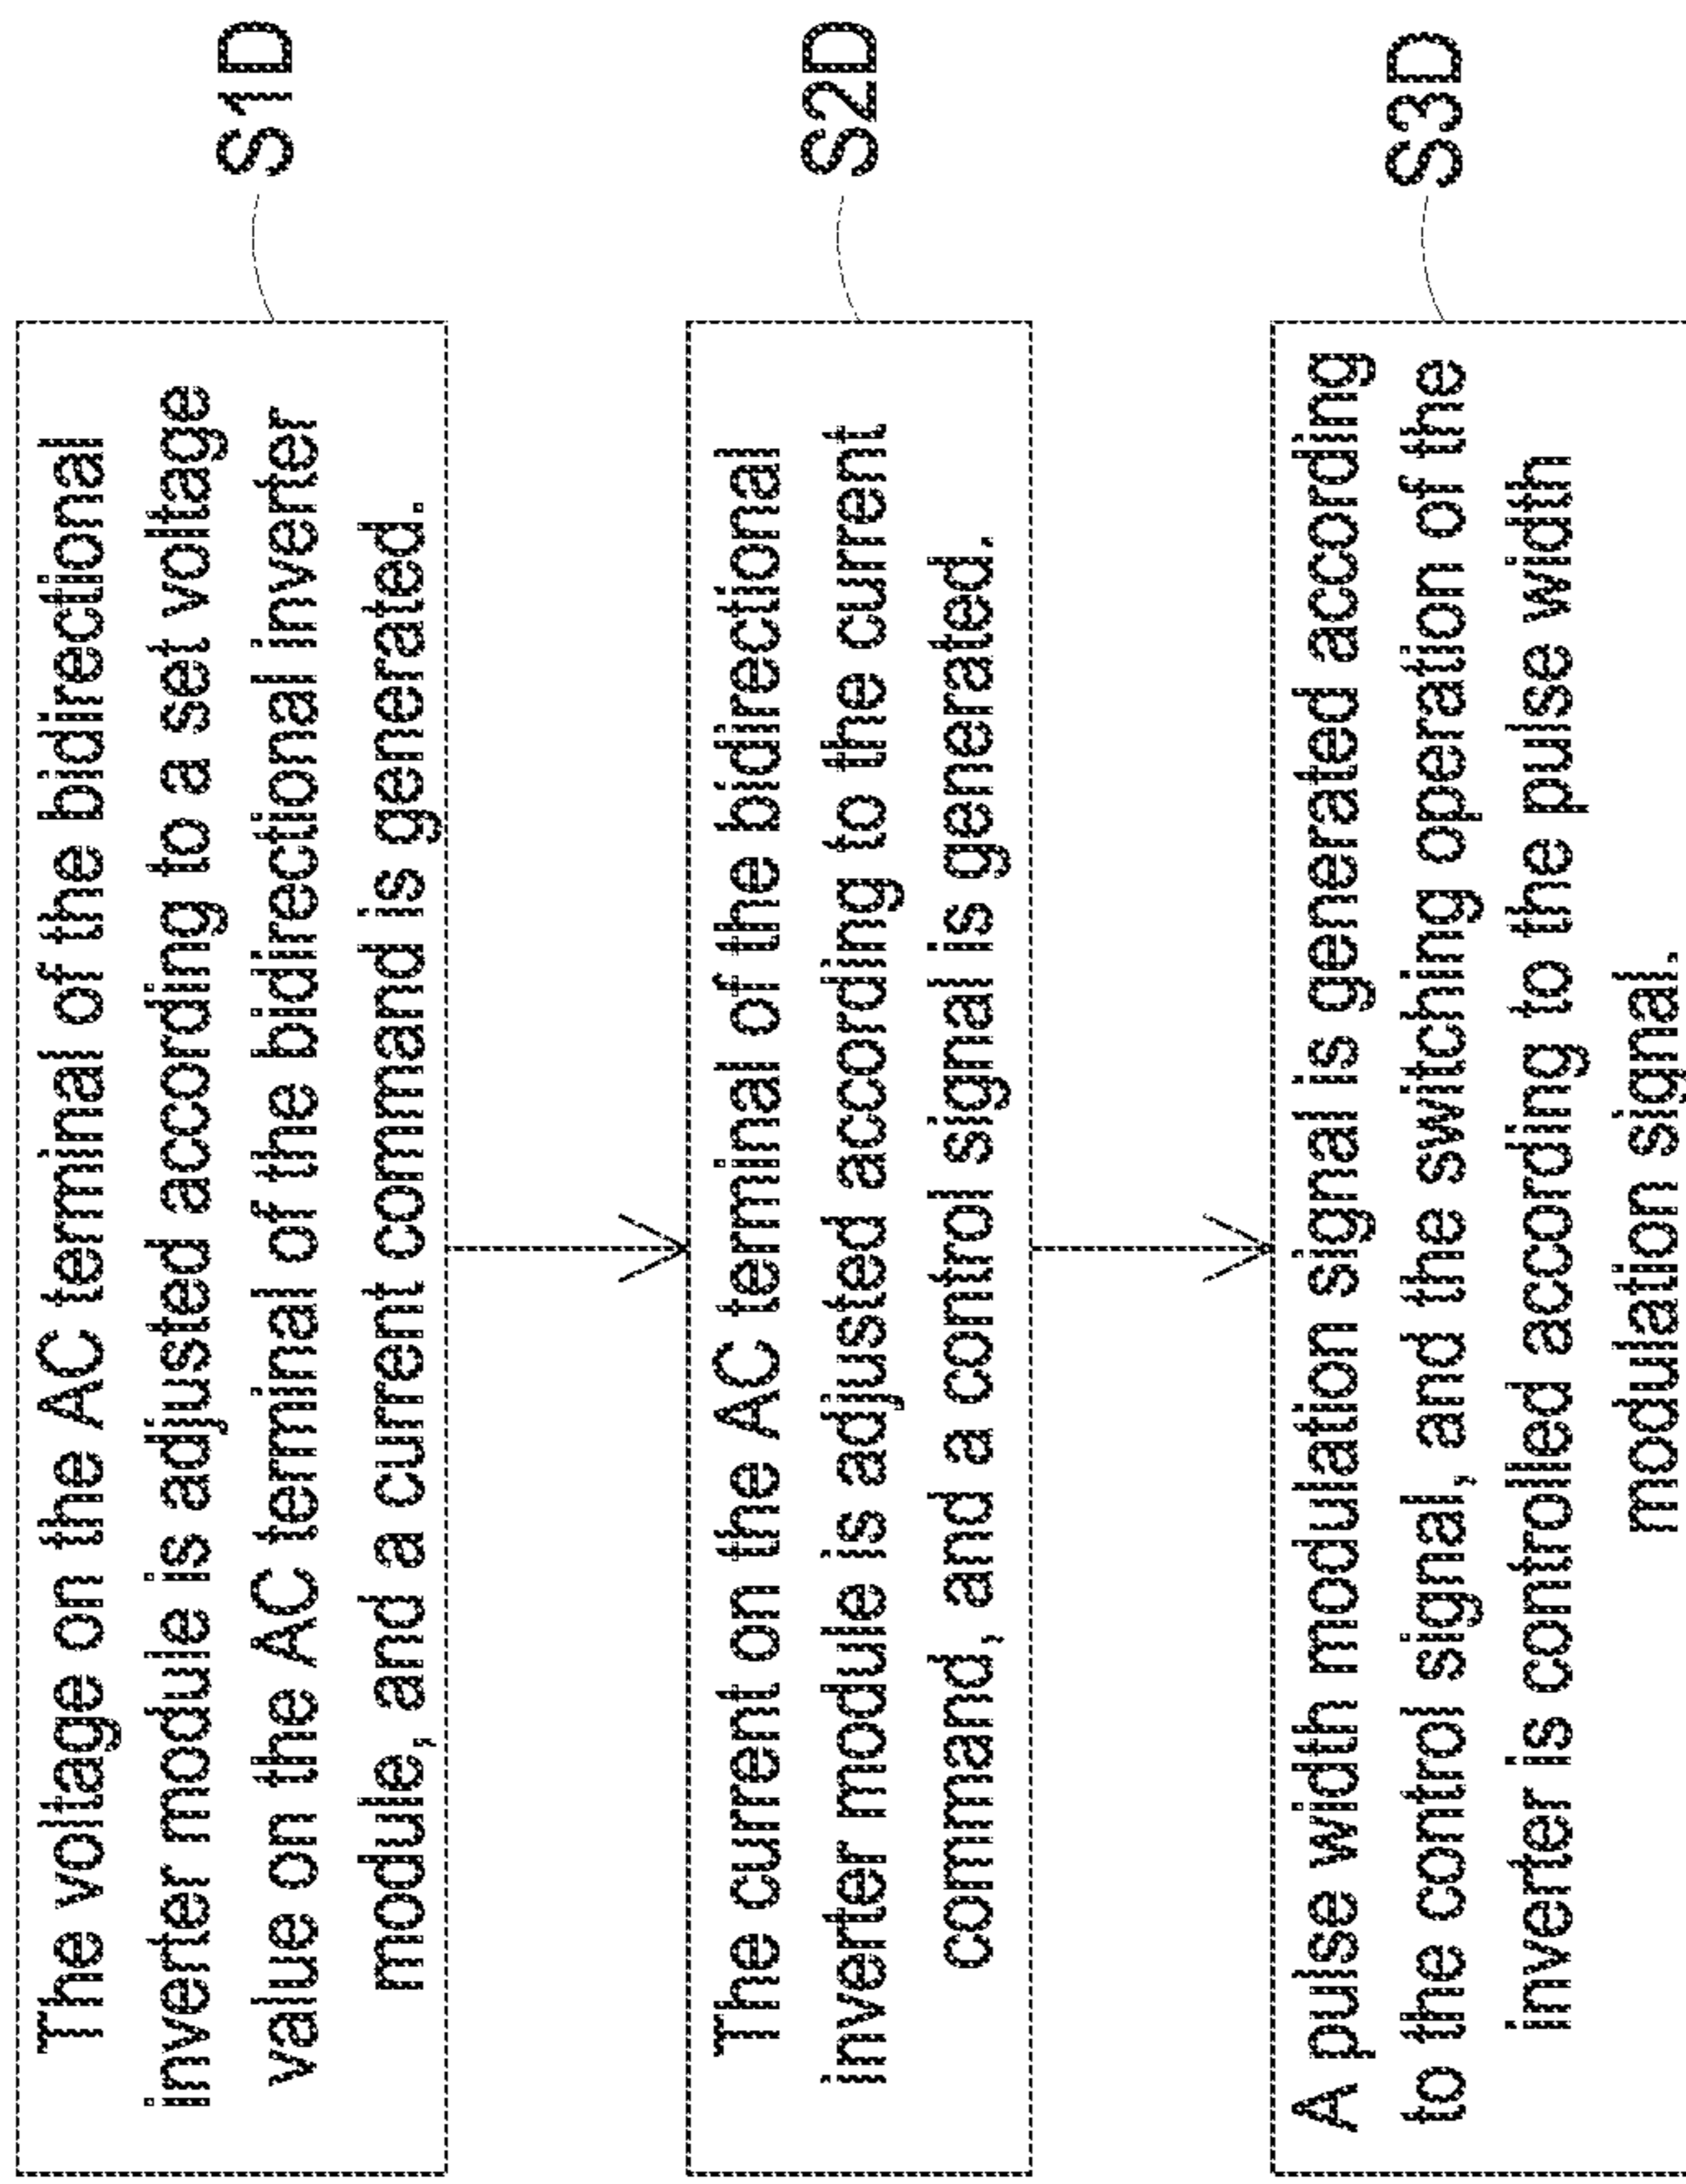 The voltage on the AC terminal of the bidirectional
inverter module is adjusted according to a set voltage
value on the AC terminal of the bidirectional inverter
module, and a current command is generated.
S1D
The current on the AC terminal of the bidirectional
inverter module is adjusted according to the current
command, and a control signal is generated.
S2D
A pulse width modulation signal is generated according
to the control signal, and the switching operation of the
inverter is controlled according to the pulse width
modulation signal.
S3D